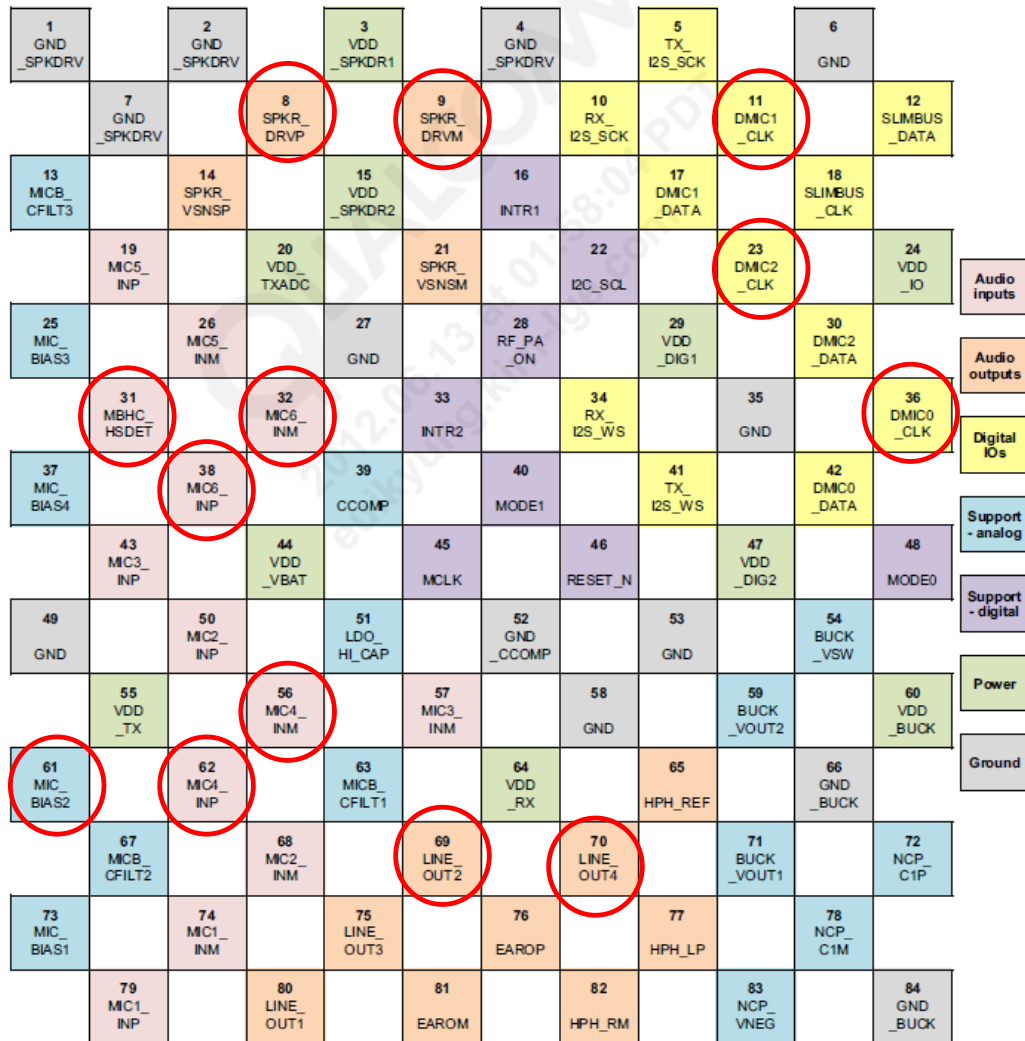 1 2 3 4 5 6
GND GND VDD GND TX_
_SPKDRV _SPKDRV _SPKDR1 _SPKDRV I2S_SCK GND
7 8 9 10 11 12
GND SPKR_ SPKR_ RX_ DMIC1 SLIMBUS
_SPKDRV DRVP DRVM I2S_SCK _CLK _DATA
13 14 15 16 17 18
MICB_ SPKR_ VDD DMIC1 SLIMBUS
CFILT3 VSNSP _SPKDR2 INTR1 _DATA _CLK
19 20 21 22 23 24
MIC5_ VDD_ SPKR_ DMIC2 VDD
INP TXADC VSNSM I2C_SCL _CLK _IO
25 26 27 28 29 30
MIC_ MIC5_ RF_PA VDD DMIC2
BIAS3 INM GND _ON _DIG1 _DATA
31 32 33 34 35 36
MBHC_ MIC6_ RX_ DMIC0
HSDET INM INTR2 I2S_WS GND _CLK
37 38 39 40 41 42
MIC_ MIC6_ TX_ DMIC0
BIAS4 INP CCOMP MODE1 I2S_WS _DATA
43 44 45 46 47 48
MIC3_ VDD VDD
INP _VBAT MCLK RESET_N _DIG2 MODE0
49 50 51 52 53 54
MIC2_ LDO_ GND BUCK
GND INP HI_CAP _CCOMP GND _VSW
55 56 57 58 59 60
VDD MIC4_ MIC3_ BUCK VDD
_TX INM INM GND _VOUT2 _BUCK
61 62 63 64 65 66
MIC_ MIC4_ MICB_ VDD GND
BIAS2 INP CFILT1 _RX HPH_REF _BUCK
67 68 69 70 71 72
MICB_ MIC2_ LINE_ LINE_ BUCK NCP_
CFILT2 INM OUT2 OUT4 _VOUT1 C1P
73 74 75 76 77 78
MIC_ MIC1_ LINE_ NCP_
BIAS1 INM OUT3 EAROP HPH_LP C1M
79 80 81 82 83 84
MIC1_ LINE_ NCP_ GND
INP OUT1 EAROM HPH_RM VNEG _BUCK
Audio
inputs
Audio
outputs
Digital
IOs
Support
- analog
Support
- digital
Power
Ground
2012.06.13 at 01:58:04 PDT